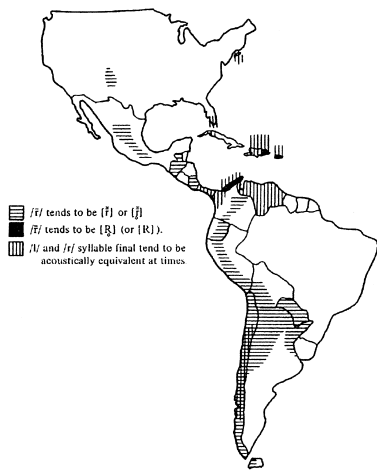 /r̄/ tends to be [ř̄] or [ž̧]
/r̄/ tends to be [R̥] (or [R]).
/l/ and /r/ syllable final tend to be
acoustically equivalent at times